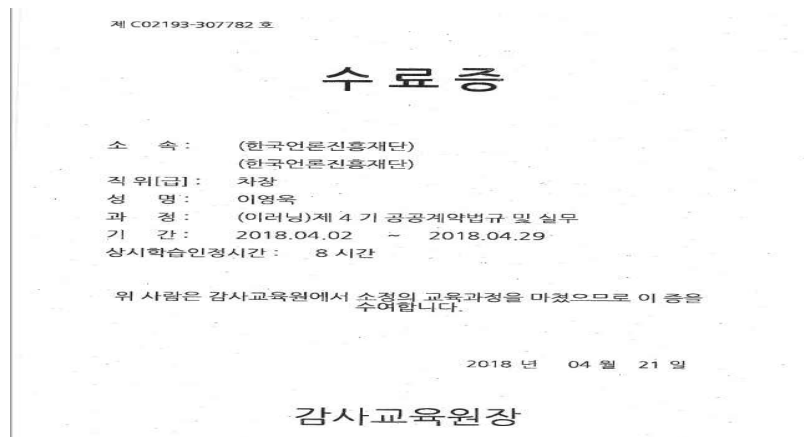 제 C02193-307782 호
수 료 증
소 속 : (한국언론진흥재단)
(한국언론진흥재단)
직 위[급] : 차장
성 명 : 이영욱
과 정 : (이러닝)제 4 기 공공계약법규 및 실무
기 간 : 2018.04.02 ~ 2018.04.29
상시학습인정시간 : 8 시간
위 사람은 감사교육원에서 소정의 교육과정을 마쳤으므로 이 증을
수여합니다.
2018 년 04 월 21 일
감사교육원장